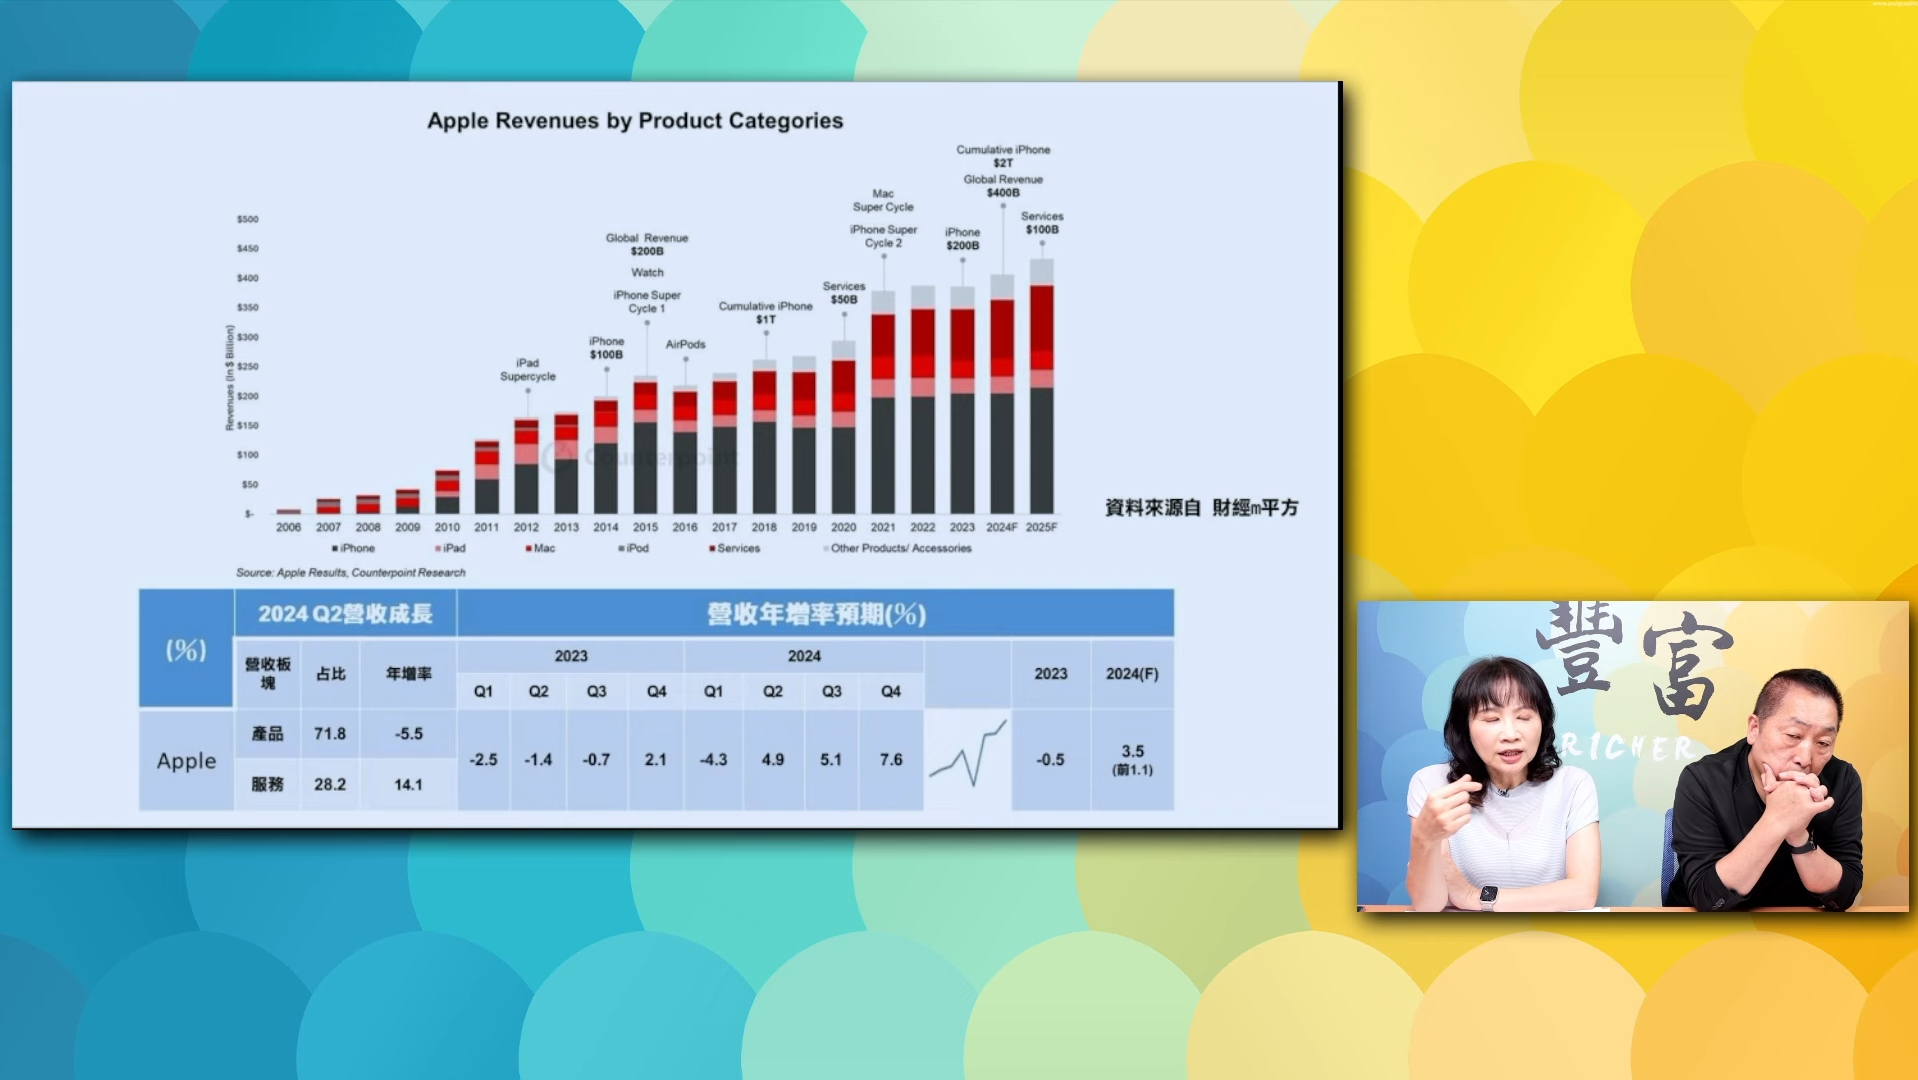 Apple Revenues by Product Categories
Cumulative iPhone
$2T
Global Revenue
$400B
Mac
Super Cycle
iPhone Super
Cycle 2
iPhone
$200B
Services
$100B
Global Revenue
$200B
Watch
iPhone Super
Cycle 1
Cumulative iPhone
$1T
Services
$50B
iPhone
$100B
AirPods
iPad
Supercycle
Revenues (In $ Billion)
$500
$450
$400
$350
$300
$250
$200
$150
$100
$50
$-
Counterpoint
2006 2007 2008 2009 2010 2011 2012 2013 2014 2015 2016 2017 2018 2019 2020 2021 2022 2023 2024F 2025F
iPhone iPad Mac iPod Services Other Products/ Accessories
Source: Apple Results, Counterpoint Research
資料來源自 財經m平方
(%) 2024 Q2營收成長 營收年增率預期(%)
營收板塊 占比 年增率 2023 2024 2023 2024(F)
Q1 Q2 Q3 Q4 Q1 Q2 Q3 Q4
Apple 產品 71.8 -5.5
服務 28.2 14.1
-2.5 -1.4 -0.7 2.1 -4.3 4.9 5.1 7.6 -0.5 3.5
(前1.1)
豐富
RICHER